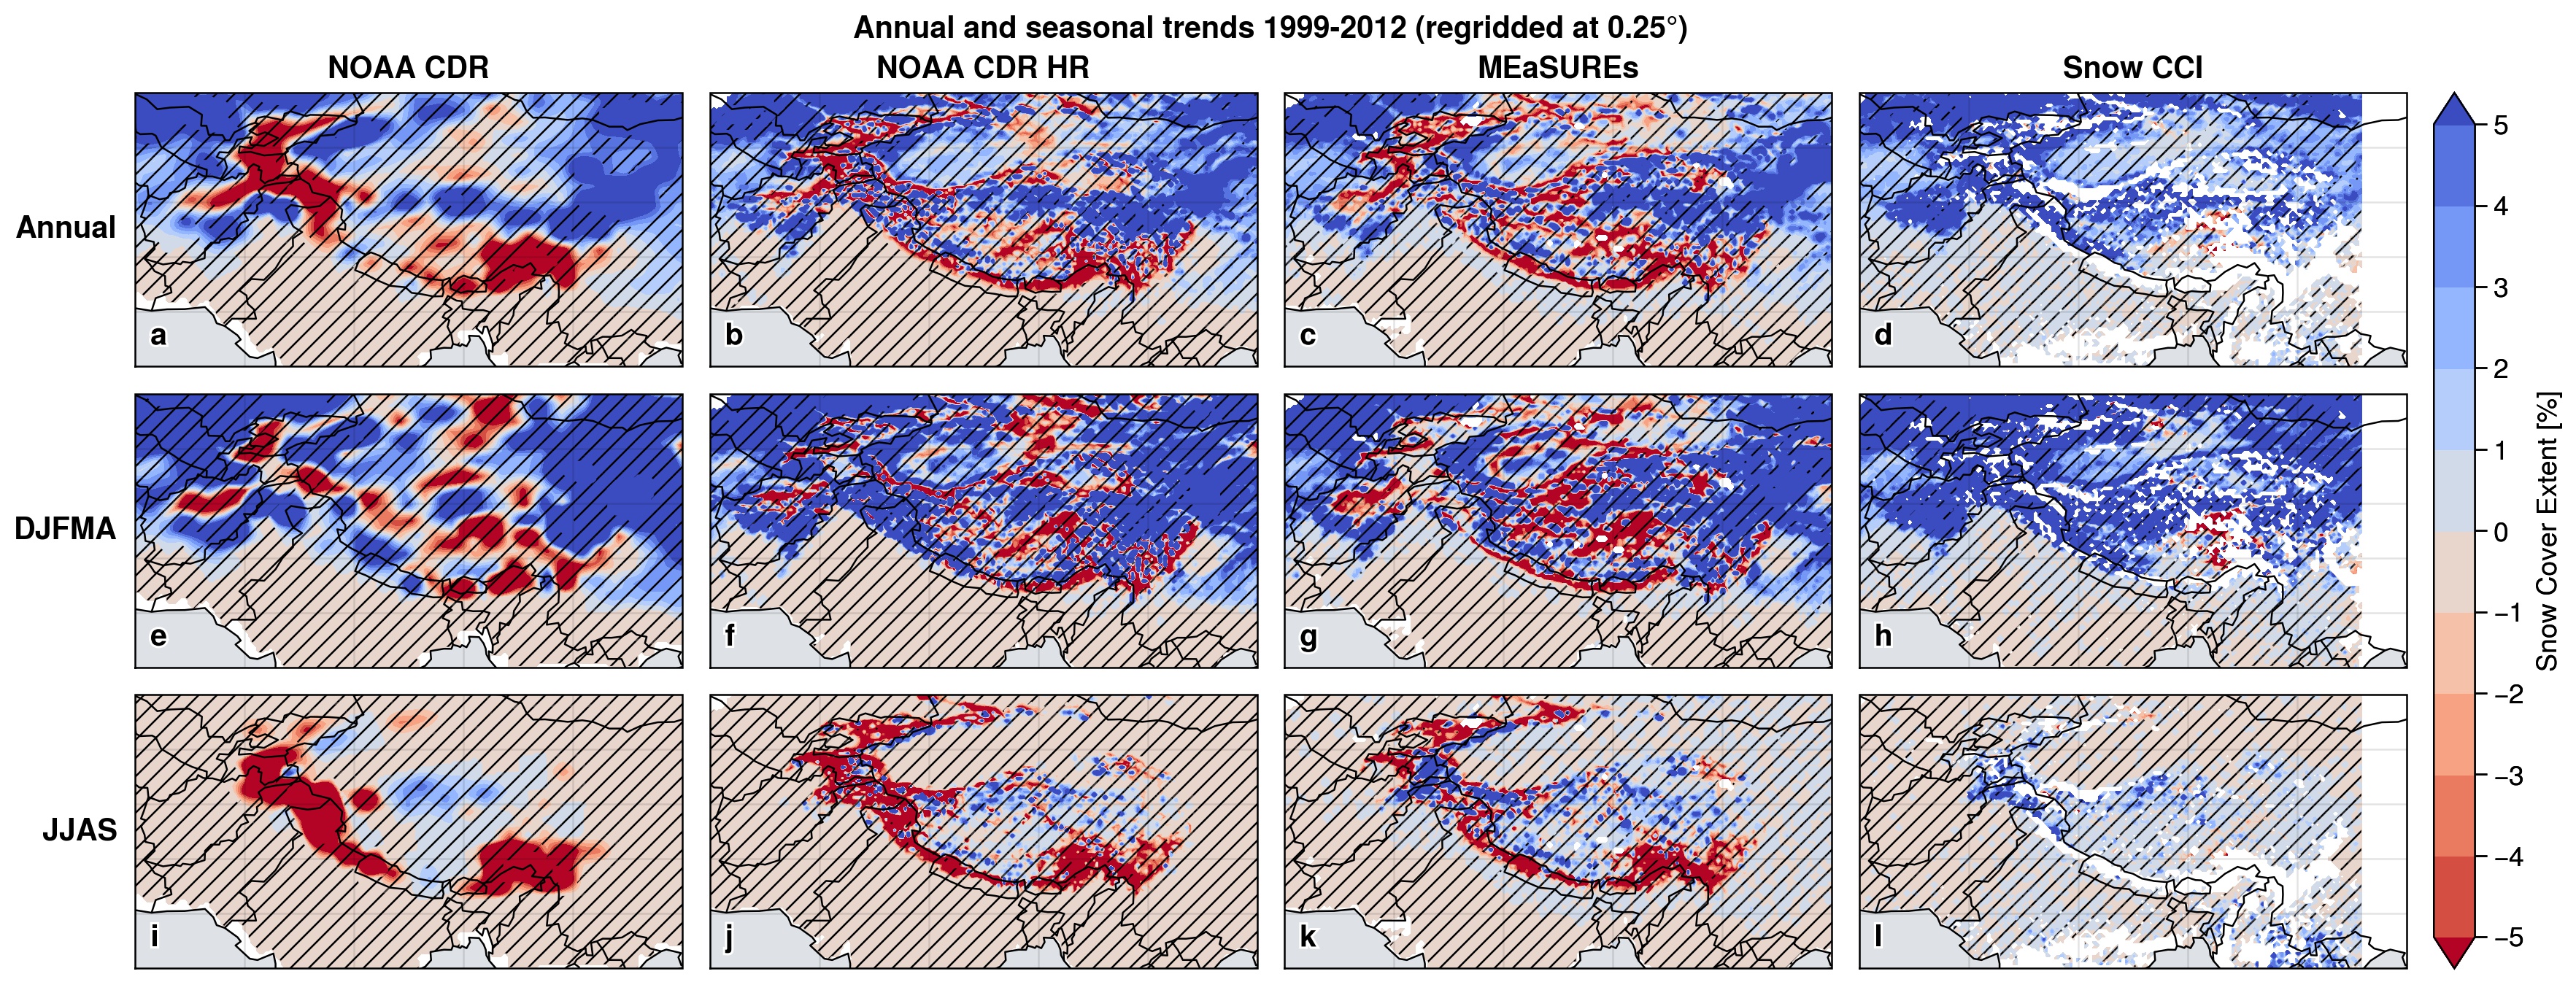 Annual and seasonal trends 1999-2012 (regridded at 0.25°)
NOAA CDR
NOAA CDR HR
MEaSUREs
Snow CCI
Annual
a
b
c
d
DJFMA
e
f
g
h
JJAS
i
j
k
l
5
4
3
2
1
0
−1
−2
−3
−4
−5
Snow Cover Extent [%]